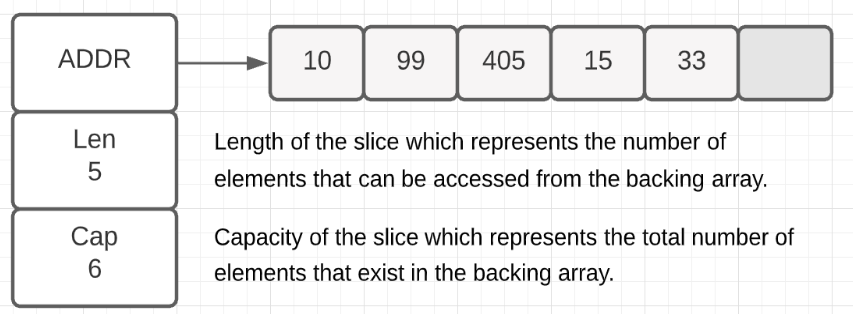 ADDR
10 99 405 15 33
Len
5
Length of the slice which represents the number of
elements that can be accessed from the backing array.
Cap
6
Capacity of the slice which represents the total number of
elements that exist in the backing array.